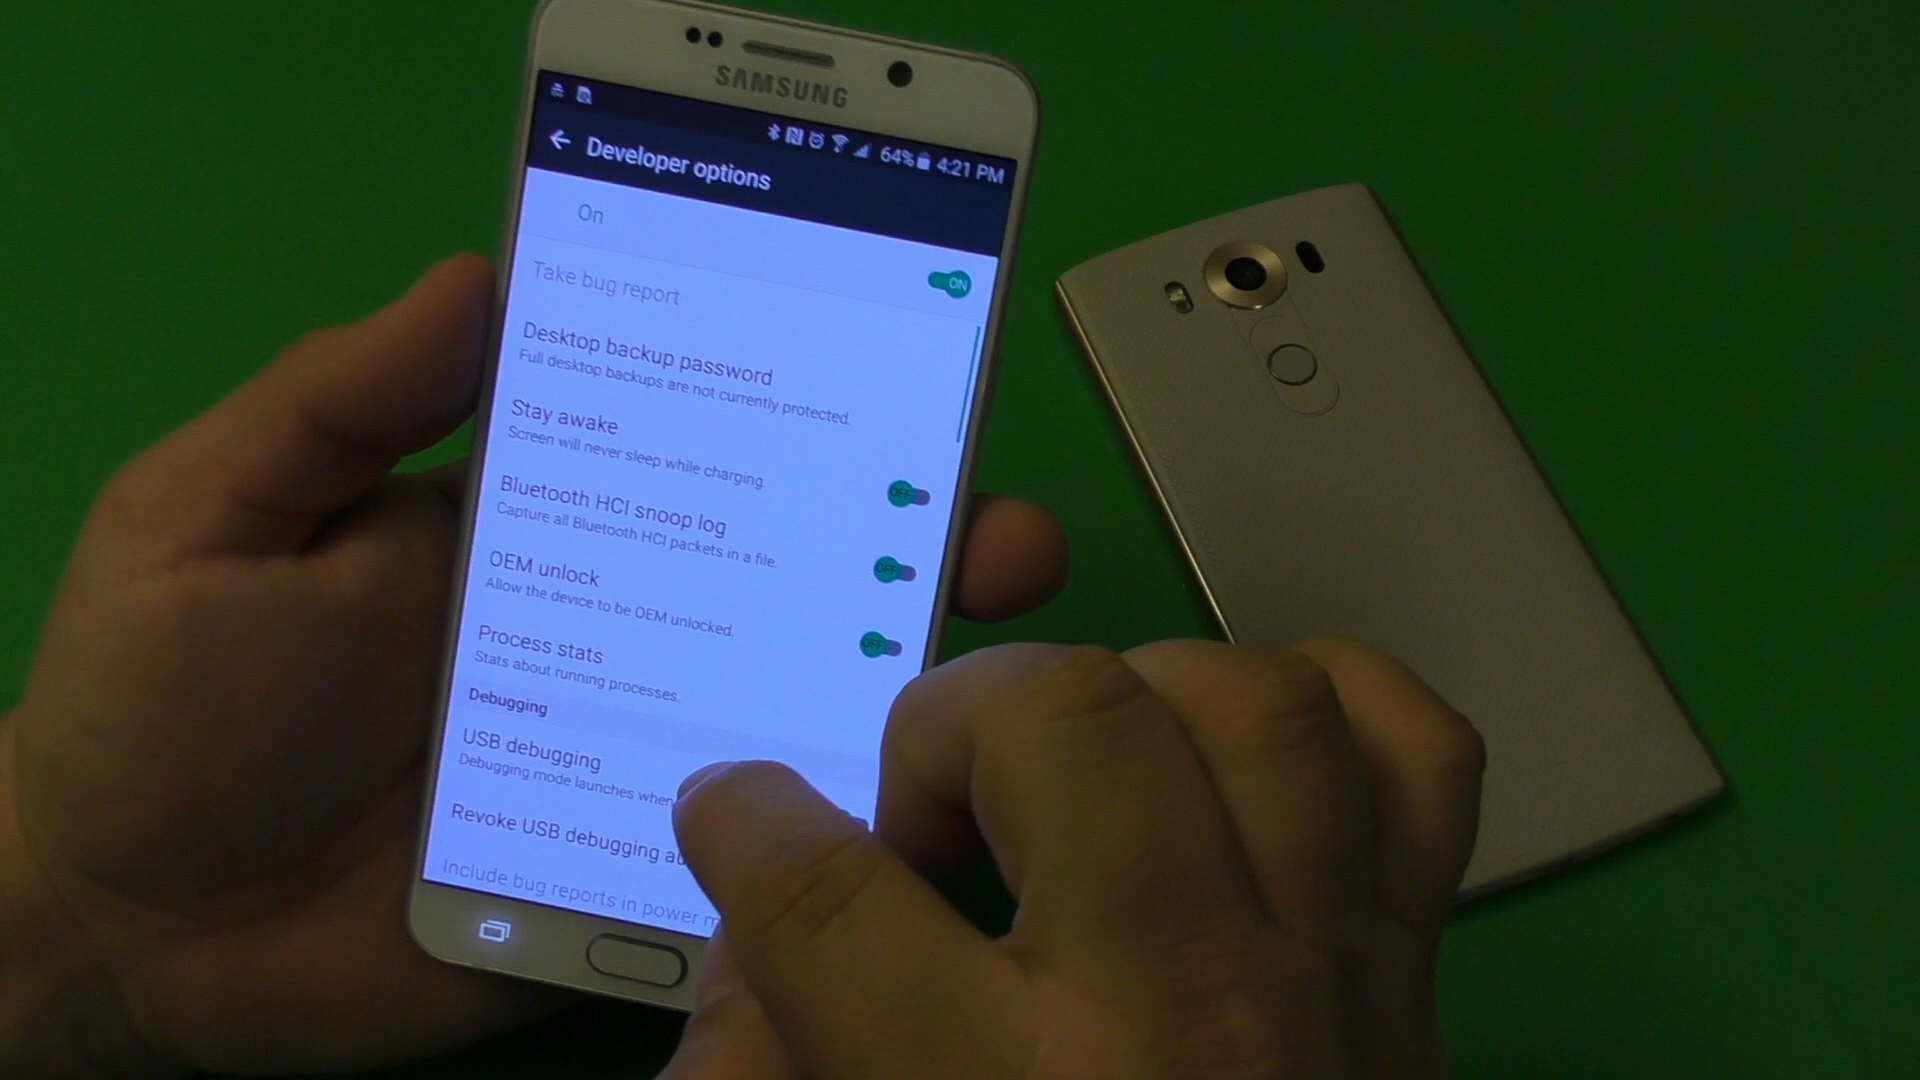 SAMSUNG
64% 4:21 PM
Developer options
On
ON
Take bug report
Desktop backup password
Full desktop backups are not currently protected.
Stay awake
Screen will never sleep while charging.
OFF
Bluetooth HCI snoop log
Capture all Bluetooth HCI packets in a file.
OFF
OEM unlock
Allow the device to be OEM unlocked.
OFF
Process stats
Stats about running processes.
Debugging
USB debugging
Debugging mode launches when
Revoke USB debugging
Include bug reports in power